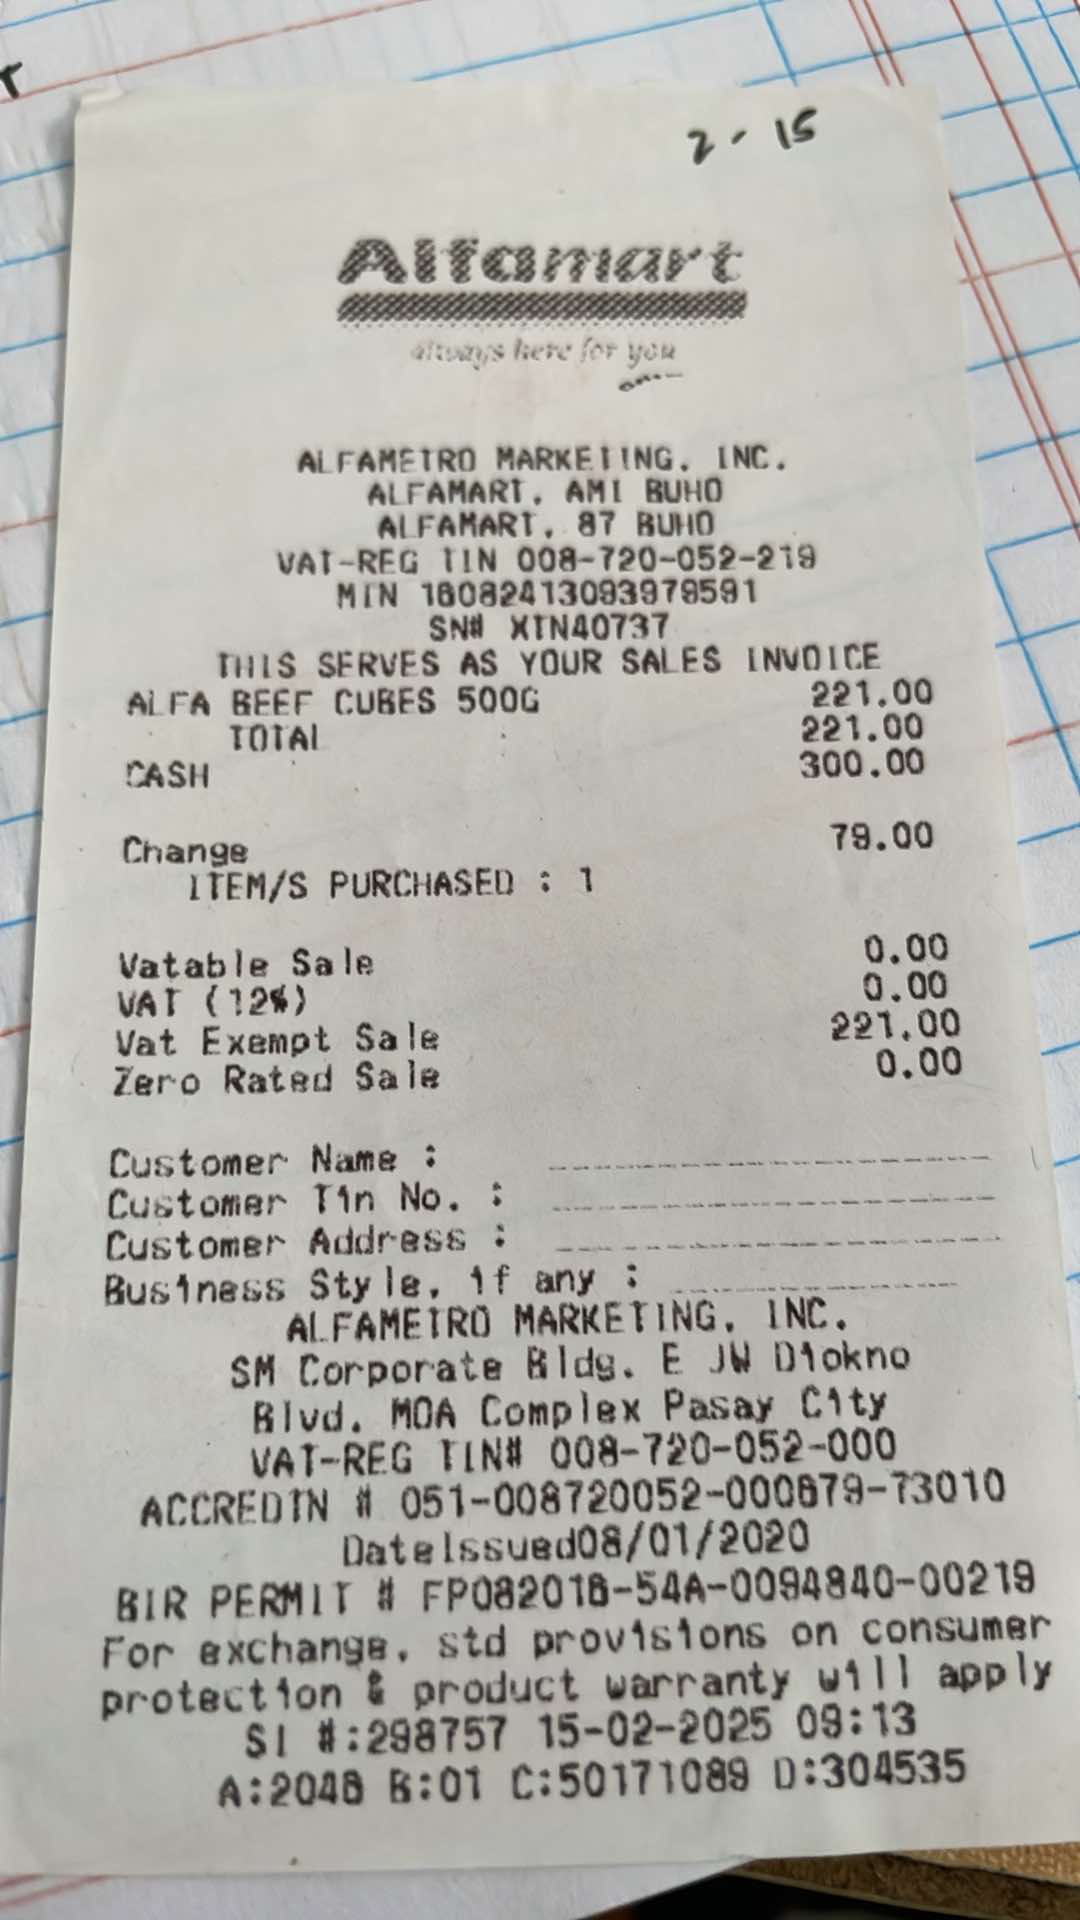 2-15
Alfamart
always here for you
ALFAMETRO MARKETING, INC.
ALFAMART, AMI BUHO
ALFAMART, 87 BUHO
VAT-REG TIN 008-720-052-219
MIN 18082413093979591
SN# XTN40737
THIS SERVES AS YOUR SALES INVOICE
ALFA BEEF CUBES 500G 221.00
TOTAL 221.00
CASH 300.00
Change 79.00
ITEM/S PURCHASED : 1
Vatable Sale 0.00
VAT (12%) 0.00
Vat Exempt Sale 221.00
Zero Rated Sale 0.00
Customer Name :
Customer Tin No. :
Customer Address :
Business Style, if any :
ALFAMETRO MARKETING, INC.
SM Corporate Bldg. E JW Diokno
Blvd. MOA Complex Pasay City
VAT-REG TIN# 008-720-052-000
ACCREDTN # 051-008720052-000879-73010
DateIssued08/01/2020
BIR PERMIT # FP082018-54A-0094840-00219
For exchange, std provisions on consumer
protection & product warranty will apply
SI #:298757 15-02-2025 09:13
A:2048 B:01 C:50171089 D:304535